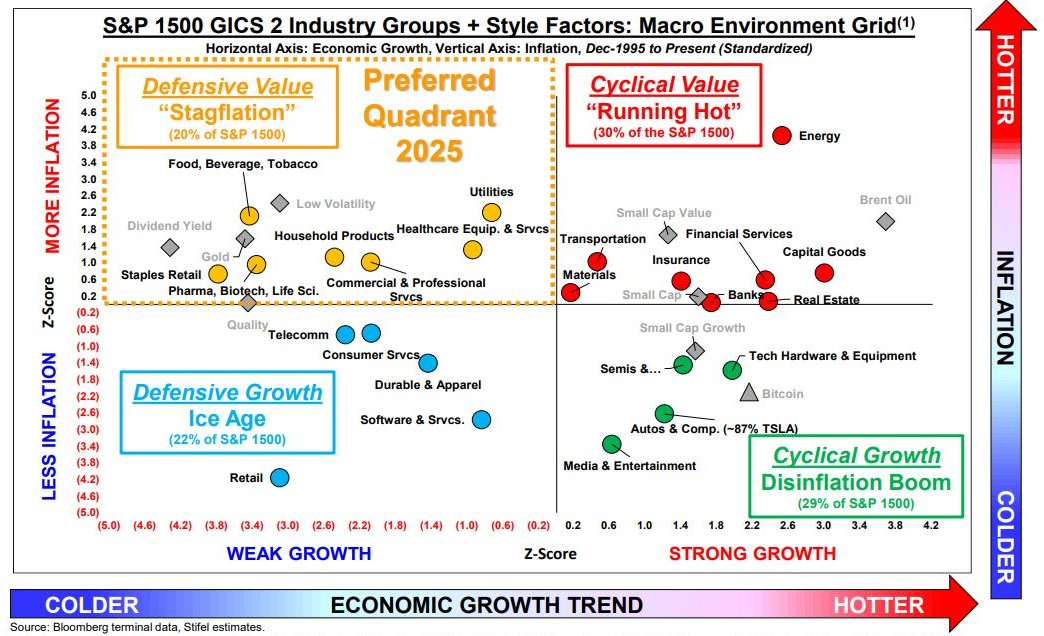 S&P 1500 GICS 2 Industry Groups + Style Factors: Macro Environment Grid(1)
Horizontal Axis: Economic Growth, Vertical Axis: Inflation, Dec-1995 to Present (Standardized)
HOTTER
INFLATION
COLDER
MORE INFLATION
Z-Score
LESS INFLATION
Defensive Value
"Stagflation"
(20% of S&P 1500)
Preferred
Quadrant
2025
Cyclical Value
"Running Hot"
(30% of the S&P 1500)
5.0
4.6
4.2
3.8
3.4
3.0
2.6
2.2
1.8
1.4
1.0
0.6
0.2
(0.2)
(0.6)
(1.0)
(1.4)
(1.8)
(2.2)
(2.6)
(3.0)
(3.4)
(3.8)
(4.2)
(4.6)
(5.0)
Food, Beverage, Tobacco
Low Volatility
Dividend Yield
Gold
Household Products
Utilities
Healthcare Equip. & Srvcs
Staples Retail
Pharma, Biotech, Life Sci.
Commercial & Professional
Srvcs
Quality
Energy
Brent Oil
Small Cap Value
Financial Services
Transportation
Capital Goods
Insurance
Materials
Small Cap
Banks
Real Estate
Telecomm
Consumer Srvcs
Durable & Apparel
Software & Srvcs.
Retail
Defensive Growth
Ice Age
(22% of S&P 1500)
Small Cap Growth
Semis &...
Tech Hardware & Equipment
Bitcoin
Autos & Comp. (~87% TSLA)
Media & Entertainment
Cyclical Growth
Disinflation Boom
(29% of S&P 1500)
(5.0) (4.6) (4.2) (3.8) (3.4) (3.0) (2.6) (2.2) (1.8) (1.4) (1.0) (0.6) (0.2) 0.2 0.6 1.0 1.4 1.8 2.2 2.6 3.0 3.4 3.8 4.2
WEAK GROWTH Z-Score STRONG GROWTH
COLDER ECONOMIC GROWTH TREND HOTTER
Source: Bloomberg terminal data, Stifel estimates.